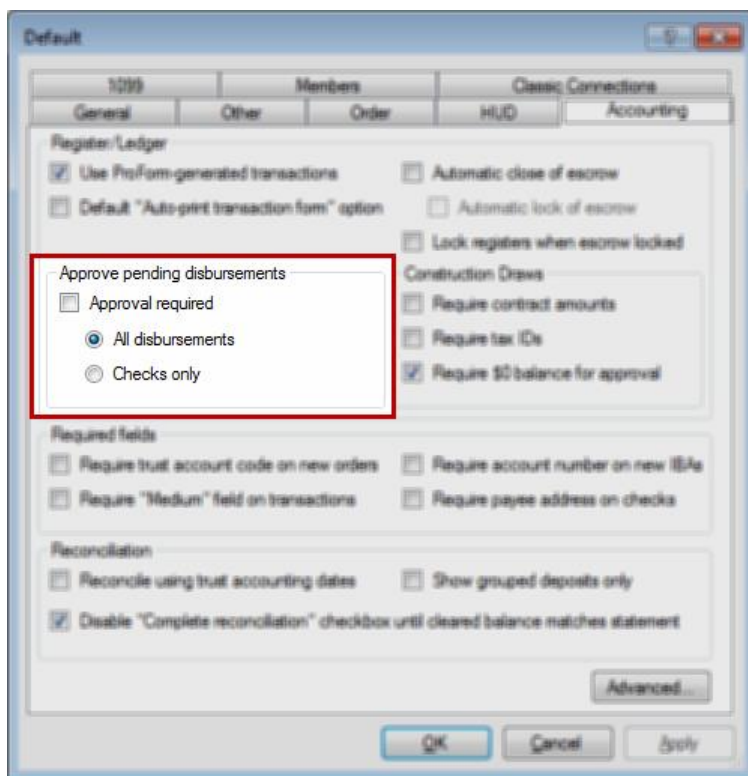 Default
1099 Members Classic Connections
General Other Order HUD Accounting
Register/Ledger
Use ProForm-generated transactions
Automatic close of escrow
Default "Auto-print transaction form" option
Automatic lock of escrow
Lock registers when escrow locked
Approve pending disbursements
Approval required
All disbursements
Checks only
Construction Draws
Require contract amounts
Require tax IDs
Require $0 balance for approval
Required fields
Require trust account code on new orders
Require account number on new IBAs
Require "Medium" field on transactions
Require payee address on checks
Reconciliation
Reconcile using trust accounting dates
Show grouped deposits only
Disable "Complete reconciliation" checkbox until cleared balance matches statement
Advanced...
OK Cancel Apply